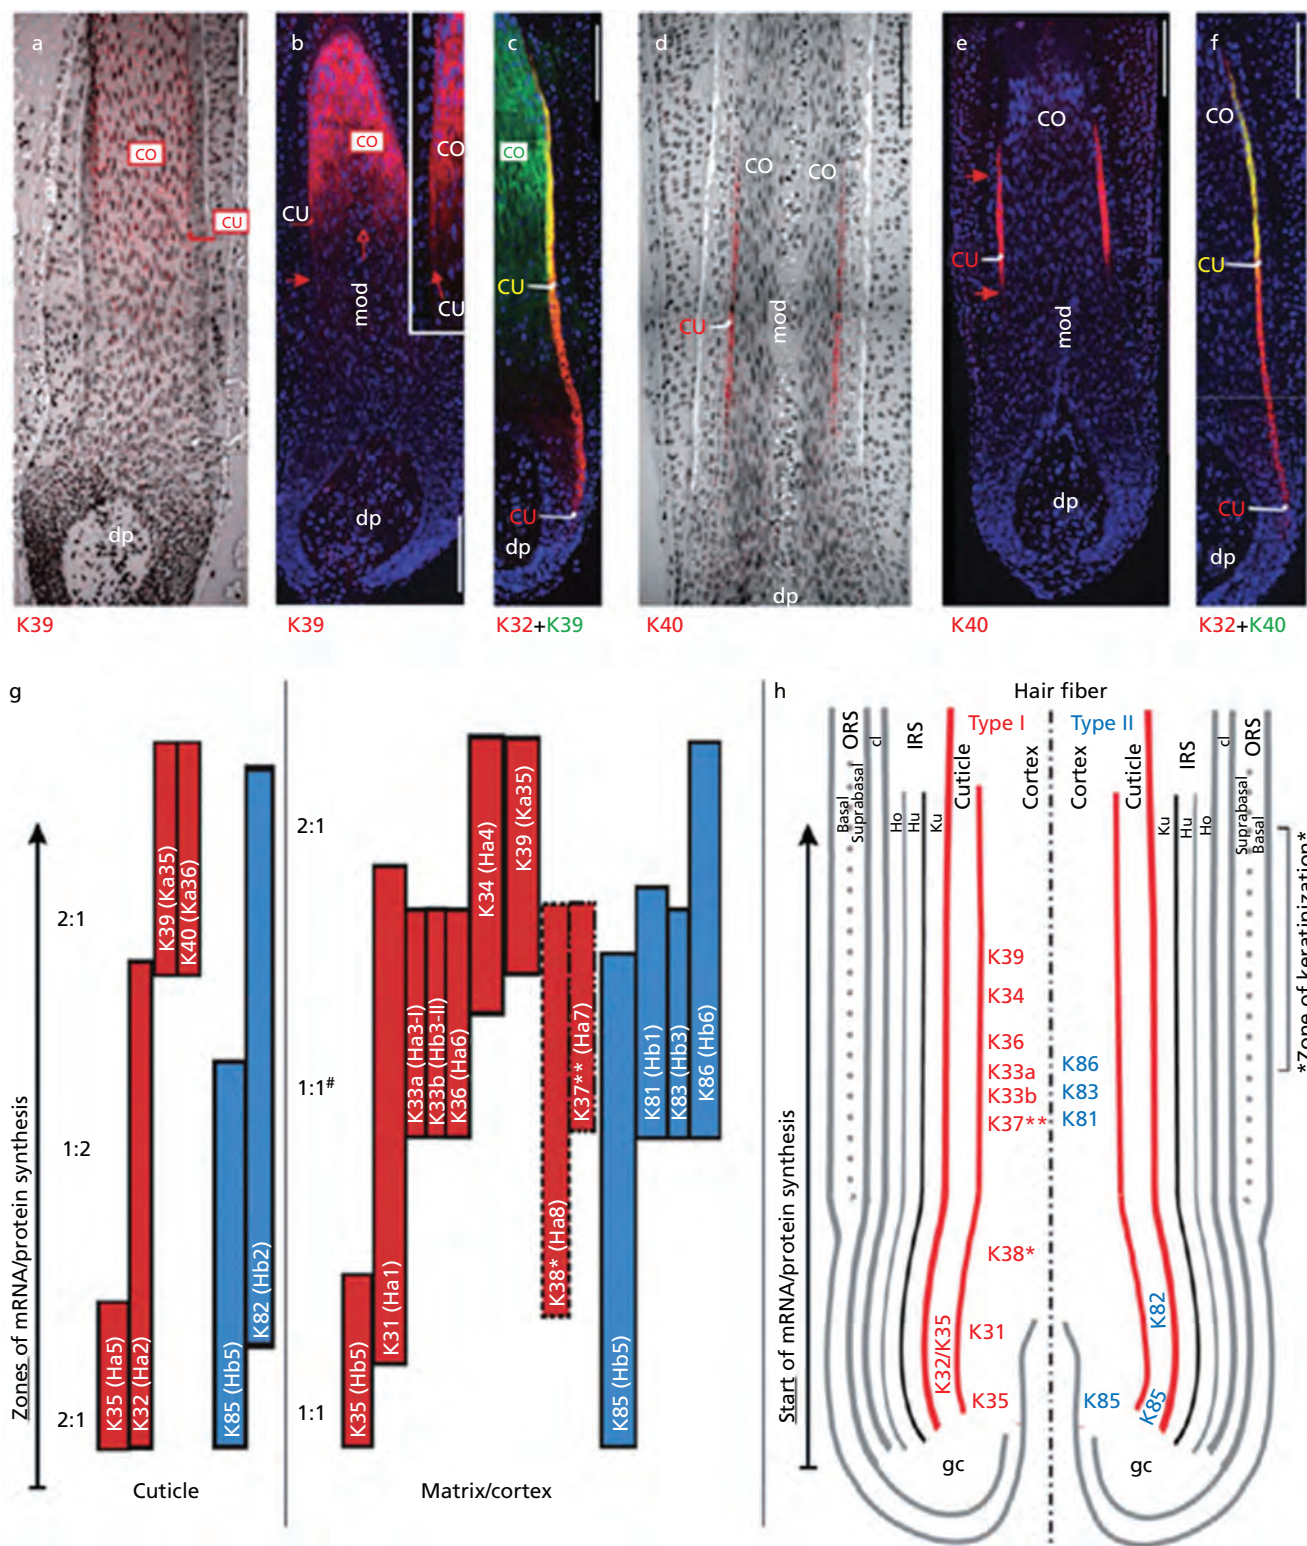 a
b
c
d
e
f
CO
CU
dp
K39
CO
CU
mod
dp
CO
CU
K39
CO
CU
CU
dp
K32+K39
CO
CO
CU
mod
dp
K40
CO
CU
mod
dp
K40
CO
CU
CU
dp
K32+K40
g
Zones of mRNA/protein synthesis
2:1
1:2
2:1
K35 (Ha5)
K32 (Ha2)
K39 (Ka35)
K40 (Ka36)
K85 (Hb5)
K82 (Hb2)
Cuticle
2:1
1:1#
1:1
K35 (Hb5)
K31 (Ha1)
K33a (Ha3-I)
K33b (Hb3-II)
K36 (Ha6)
K34 (Ha4)
K39 (Ka35)
K38* (Ha8)
K37** (Ha7)
K85 (Hb5)
K81 (Hb1)
K83 (Hb3)
K86 (Hb6)
Matrix/cortex
h
Hair fiber
Type I
Type II
Start of mRNA/protein synthesis
Basal
Suprabasal
ORS
cl
IRS
Ho
Hu
Ku
Cuticle
Cortex
Cortex
Cuticle
Ku
Hu
Ho
IRS
cl
ORS
Suprabasal
Basal
*Zone of keratinization*
K39
K34
K36
K33a
K33b
K37**
K86
K83
K81
K38*
K32/K35
K31
K35
K82
K85
K85
gc
gc